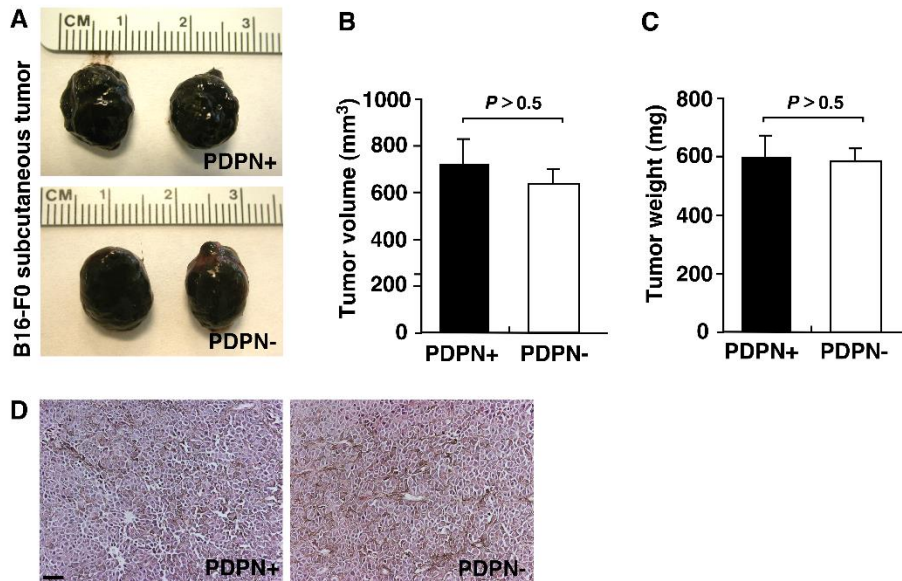 A
B16-F0 subcutaneous tumor
CM 1 2 3
PDPN+
CM 1 2 3
PDPN-
B
Tumor volume (mm³)
1000
800
600
400
200
0
P > 0.5
PDPN+ PDPN-
C
Tumor weight (mg)
800
600
400
200
0
P > 0.5
PDPN+ PDPN-
D
PDPN+
PDPN-